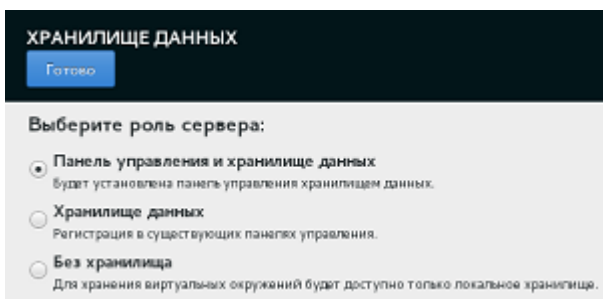 ХРАНИЛИЩЕ ДАННЫХ
Готово
Выберите роль сервера:
Панель управления и хранилище данных
Будет установлена панель управления хранилищем данных.
Хранилище данных
Регистрация в существующих панелях управления.
Без хранилища
Для хранения виртуальных окружений будет доступно только локальное хранилище.